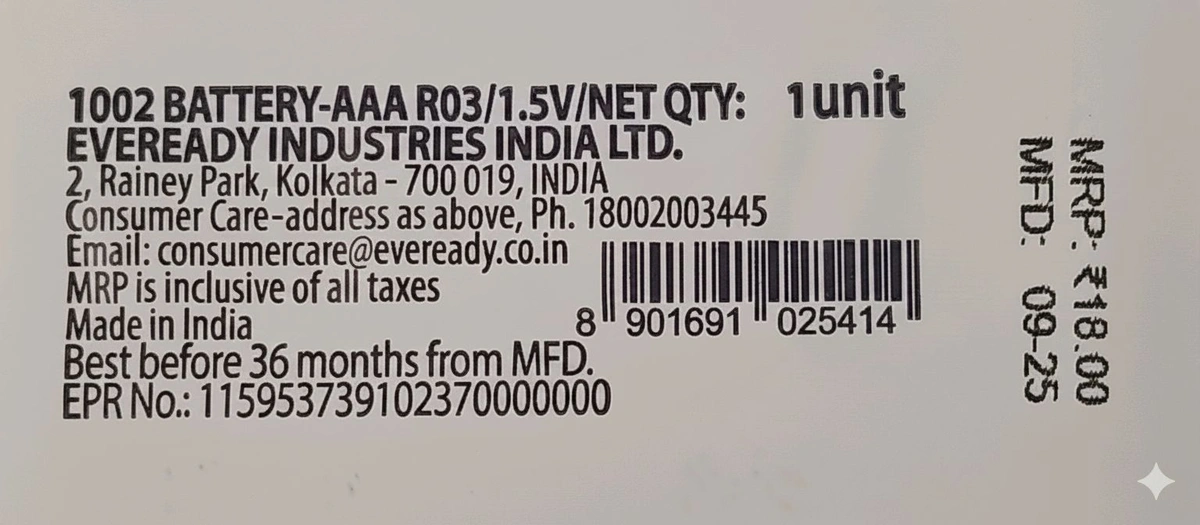 1002 BATTERY-AAA R03/1.5V/NET QTY: 1unit
EVEREADY INDUSTRIES INDIA LTD.
2, Rainey Park, Kolkata - 700 019, INDIA
Consumer Care-address as above, Ph. 18002003445
Email: consumercare@eveready.co.in
MRP is inclusive of all taxes
Made in India
Best before 36 months from MFD.
EPR No.: 115953739102370000000
8 901691 025414
MRP: ₹18.00
MFD: 09-25